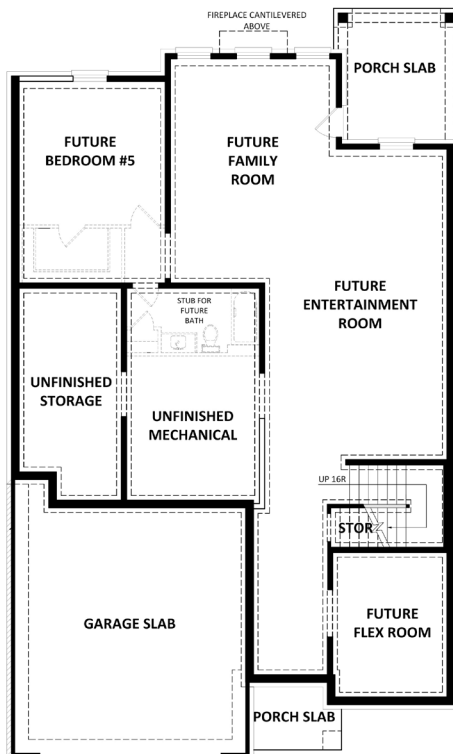 FIREPLACE CANTILEVERED
ABOVE
PORCH SLAB
FUTURE
BEDROOM #5
FUTURE
FAMILY
ROOM
FUTURE
ENTERTAINMENT
ROOM
STUB FOR
FUTURE
BATH
UNFINISHED
STORAGE
UNFINISHED
MECHANICAL
UP 16R
STOR
GARAGE SLAB
FUTURE
FLEX ROOM
PORCH SLAB